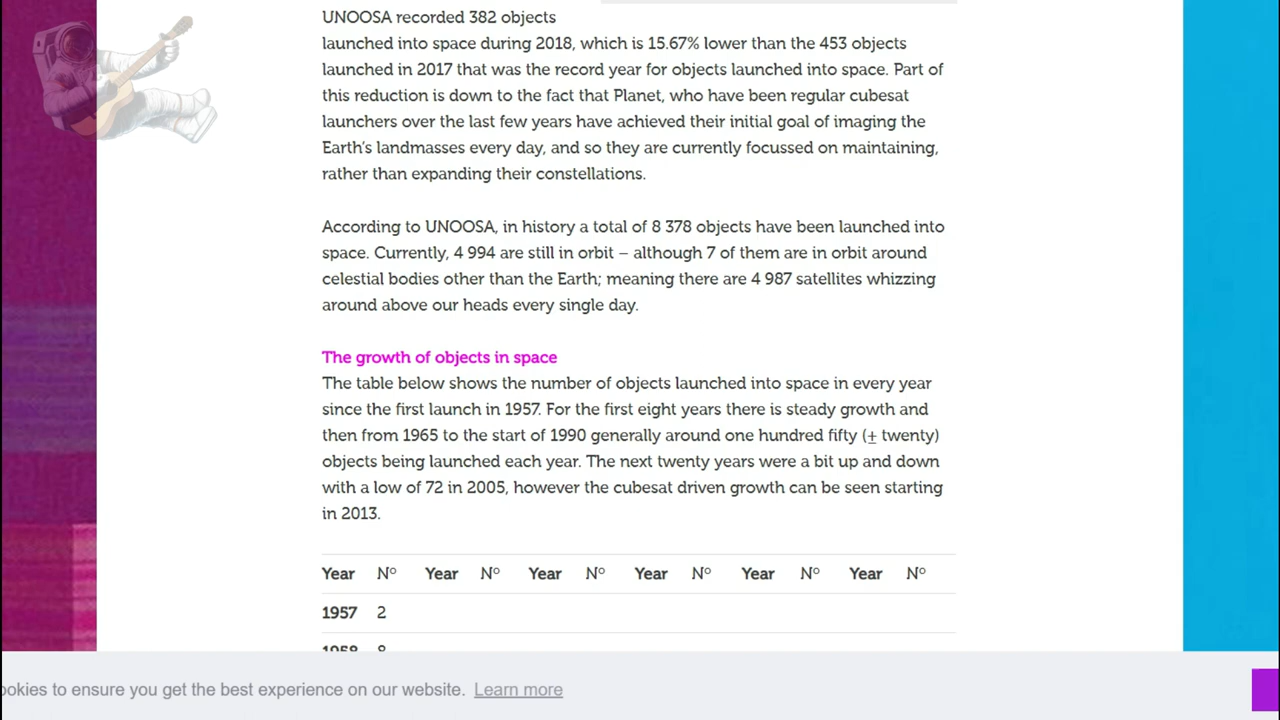 UNOOSA recorded 382 objects
launched into space during 2018, which is 15.67% lower than the 453 objects
launched in 2017 that was the record year for objects launched into space. Part of
this reduction is down to the fact that Planet, who have been regular cubesat
launchers over the last few years have achieved their initial goal of imaging the
Earth's landmasses every day, and so they are currently focussed on maintaining,
rather than expanding their constellations.
According to UNOOSA, in history a total of 8 378 objects have been launched into
space. Currently, 4 994 are still in orbit – although 7 of them are in orbit around
celestial bodies other than the Earth; meaning there are 4 987 satellites whizzing
around above our heads every single day.
The growth of objects in space
The table below shows the number of objects launched into space in every year
since the first launch in 1957. For the first eight years there is steady growth and
then from 1965 to the start of 1990 generally around one hundred fifty (± twenty)
objects being launched each year. The next twenty years were a bit up and down
with a low of 72 in 2005, however the cubesat driven growth can be seen starting
in 2013.
Year Nº Year Nº Year Nº Year Nº Year Nº Year Nº
1957 2
1958 8
ookies to ensure you get the best experience on our website. Learn more